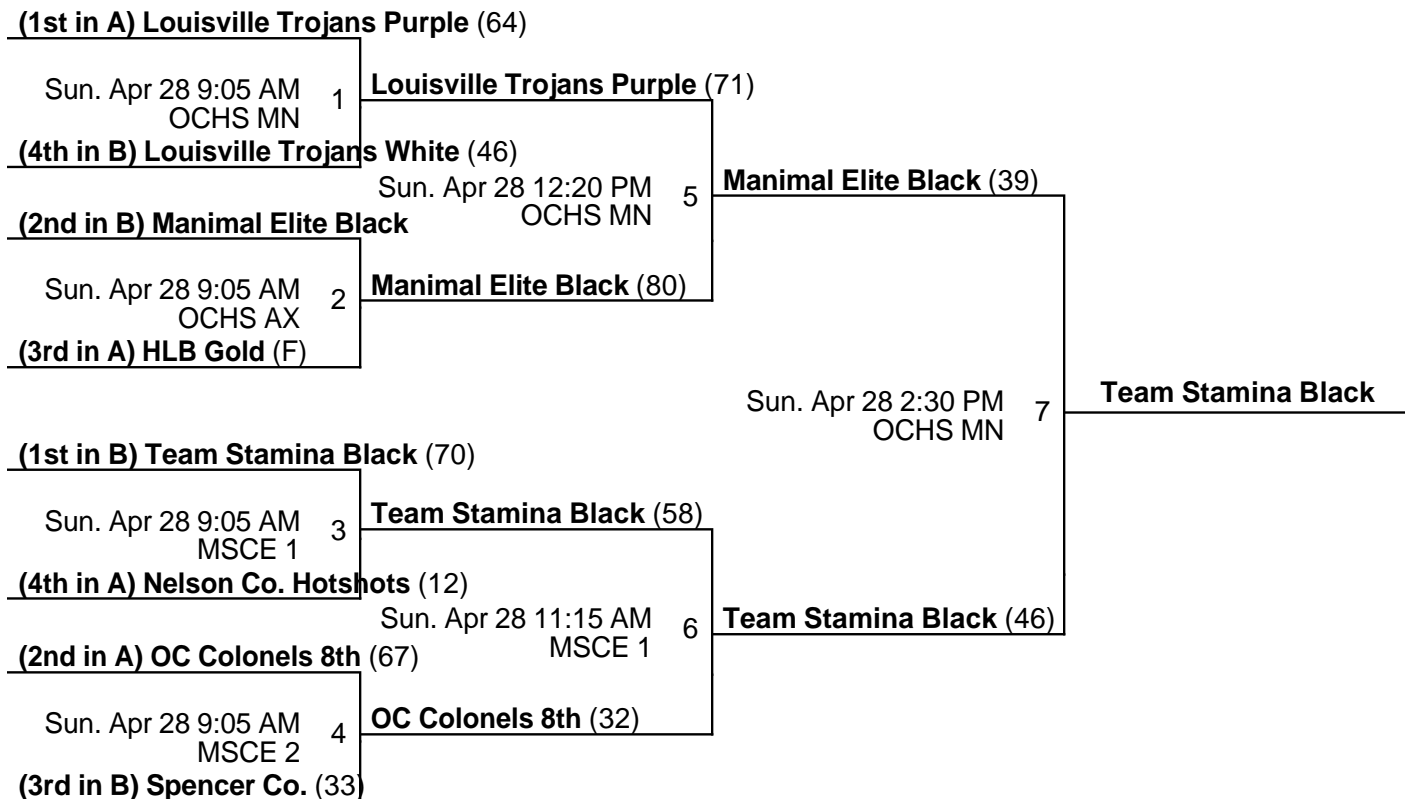 (1st in A) Louisville Trojans Purple (64)
Sun. Apr 28 9:05 AM
OCHS MN
1
(4th in B) Louisville Trojans White (46)
(2nd in B) Manimal Elite Black
Sun. Apr 28 9:05 AM
OCHS AX
2
(3rd in A) HLB Gold (F)
(1st in B) Team Stamina Black (70)
Sun. Apr 28 9:05 AM
MSCE 1
3
(4th in A) Nelson Co. Hotshots (12)
(2nd in A) OC Colonels 8th (67)
Sun. Apr 28 9:05 AM
MSCE 2
4
(3rd in B) Spencer Co. (33)
Louisville Trojans Purple (71)
Sun. Apr 28 12:20 PM
OCHS MN
5
Manimal Elite Black (80)
Team Stamina Black (58)
Sun. Apr 28 11:15 AM
MSCE 1
6
OC Colonels 8th (32)
Manimal Elite Black (39)
Sun. Apr 28 2:30 PM
OCHS MN
7
Team Stamina Black (46)
Team Stamina Black